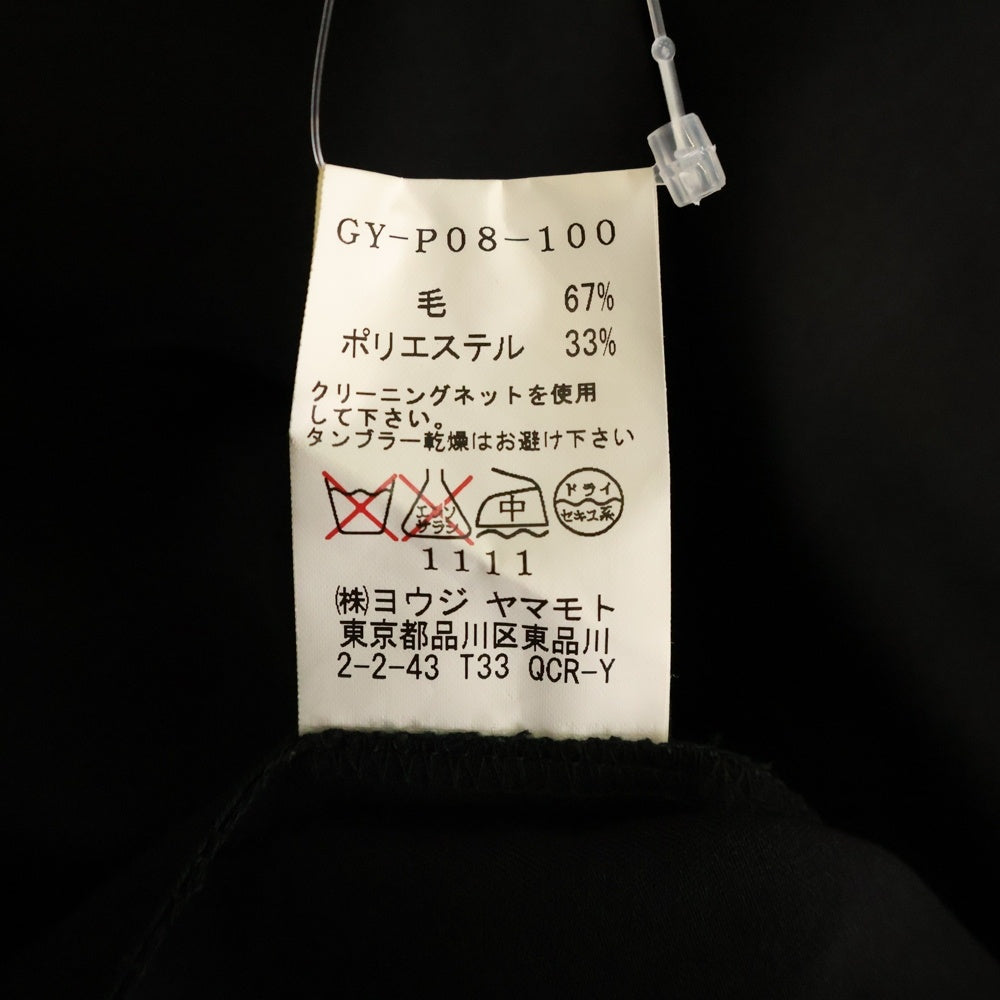 GY-P08-100
毛 67%
ポリエステル 33%
クリーニングネットを使用
して下さい。
タンブラー乾燥はお避け下さい
エンソ サラシ 中 ドライ セキユ系
1111
㈱ヨウジ ヤマモト
東京都品川区東品川
2-2-43 T33 QCR-Y